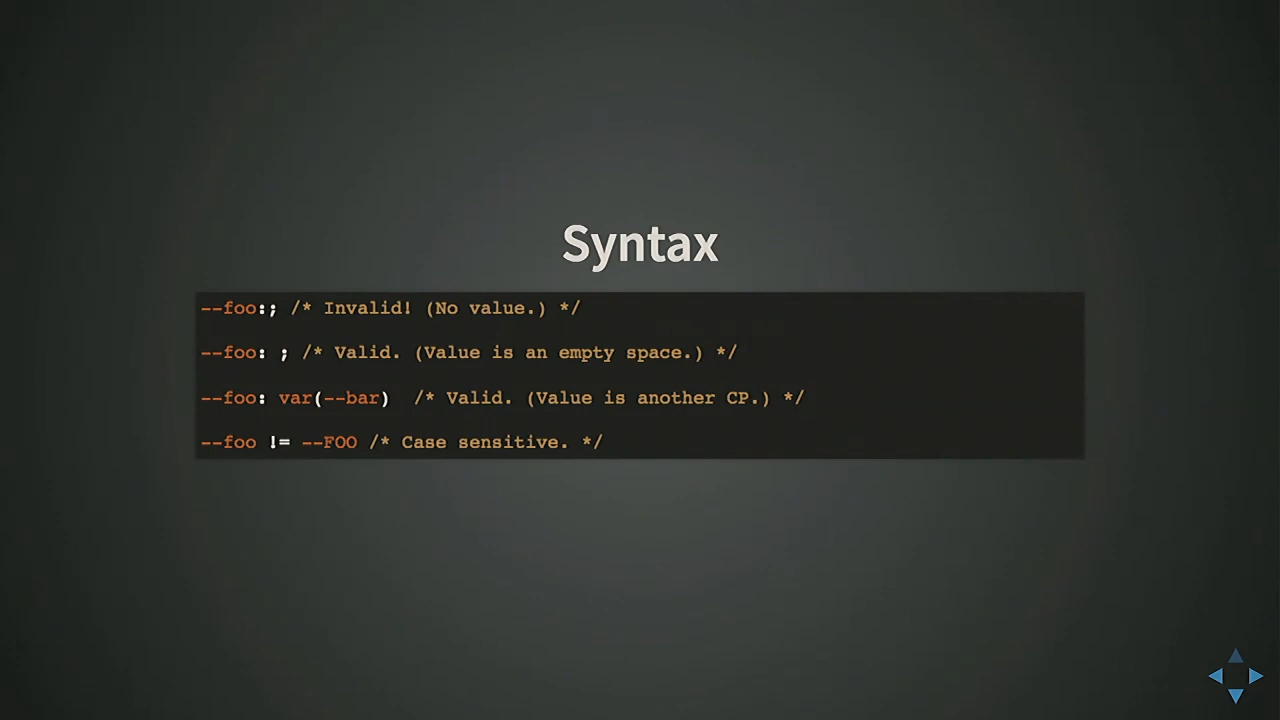 Syntax
--foo:; /* Invalid! (No value.) */
--foo: ; /* Valid. (Value is an empty space.) */
--foo: var(--bar)  /* Valid. (Value is another CP.) */
--foo != --FOO /* Case sensitive. */